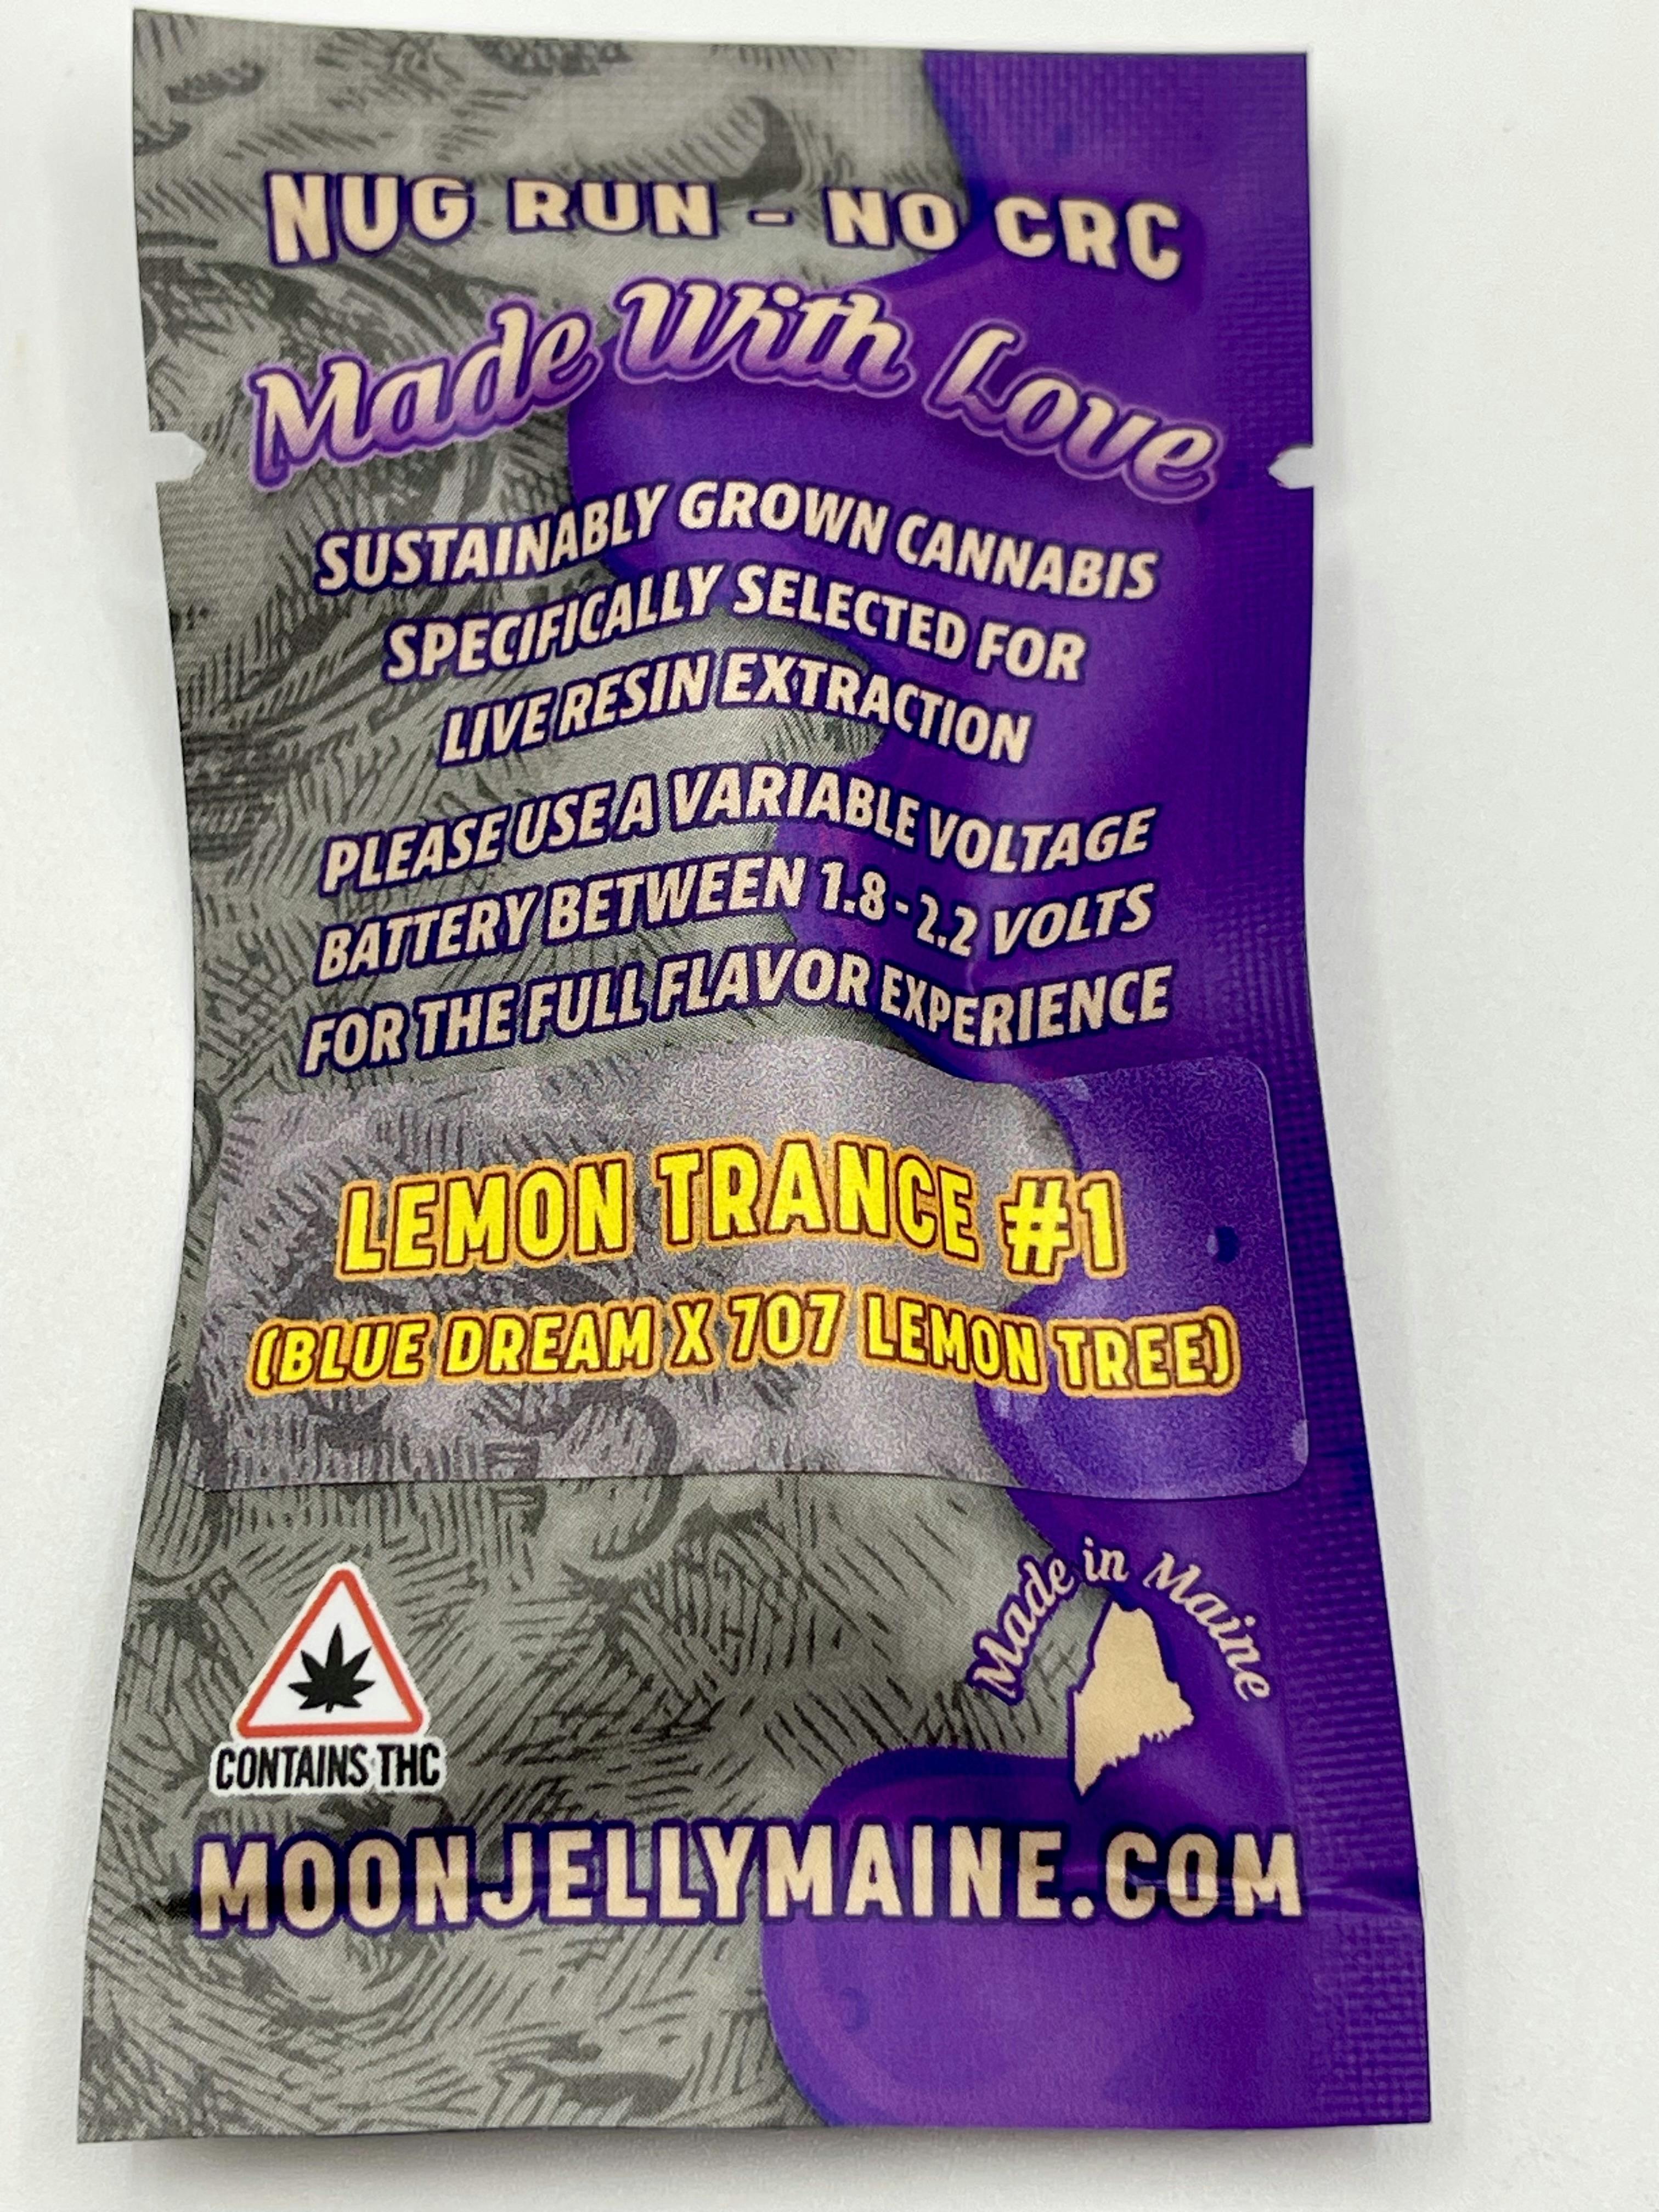 NUG RUN - NO CRC
Made With Love
SUSTAINABLY GROWN CANNABIS
SPECIFICALLY SELECTED FOR
LIVE RESIN EXTRACTION
PLEASE USE A VARIABLE VOLTAGE
BATTERY BETWEEN 1.8-2.2 VOLTS
FOR THE FULL FLAVOR EXPERIENCE
LEMON TRANCE #1
(BLUE DREAM X 707 LEMON TREE)
Made in Maine
CONTAINS THC
MOONJELLYMAINE.COM